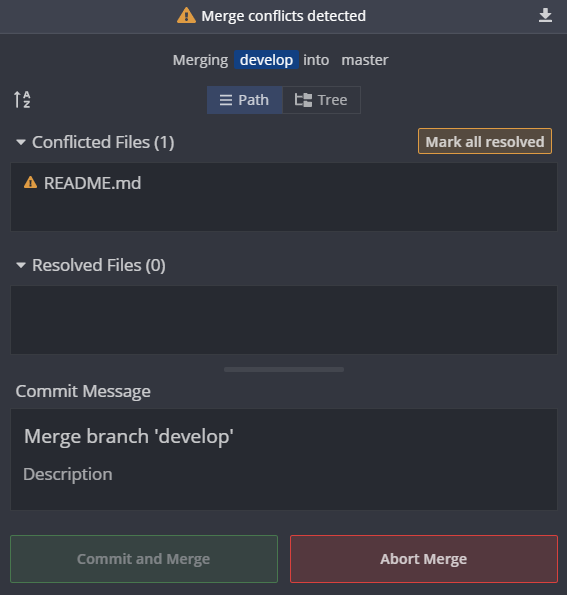 Merge conflicts detected
Merging develop into master
A
Z
Path Tree
Conflicted Files (1) Mark all resolved
README.md
Resolved Files (0)
Commit Message
Merge branch 'develop'
Description
Commit and Merge Abort Merge